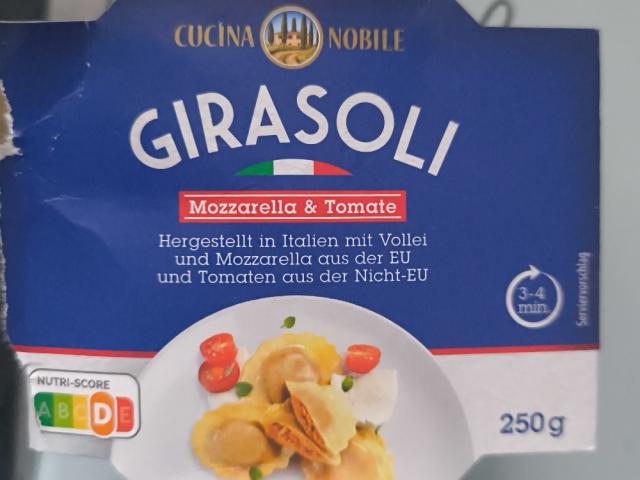 CUCINA NOBILE
GIRASOLI
Mozzarella & Tomate
Hergestellt in Italien mit Vollei
und Mozzarella aus der EU
und Tomaten aus der Nicht-EU
3-4
min.
Serviervorschlag
NUTRI-SCORE
A B C D E
250g